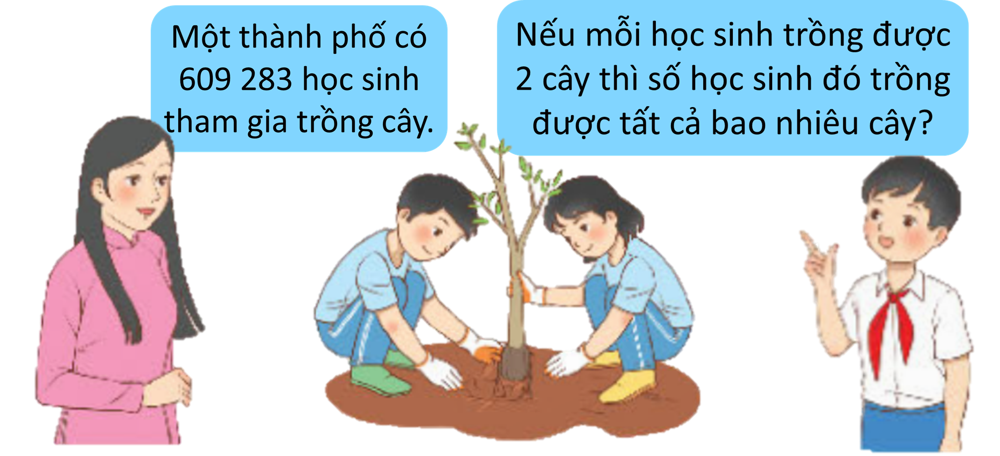 Một thành phố có
609 283 học sinh
tham gia trồng cây.
Nếu mỗi học sinh trồng được
2 cây thì số học sinh đó trồng
được tất cả bao nhiêu cây?